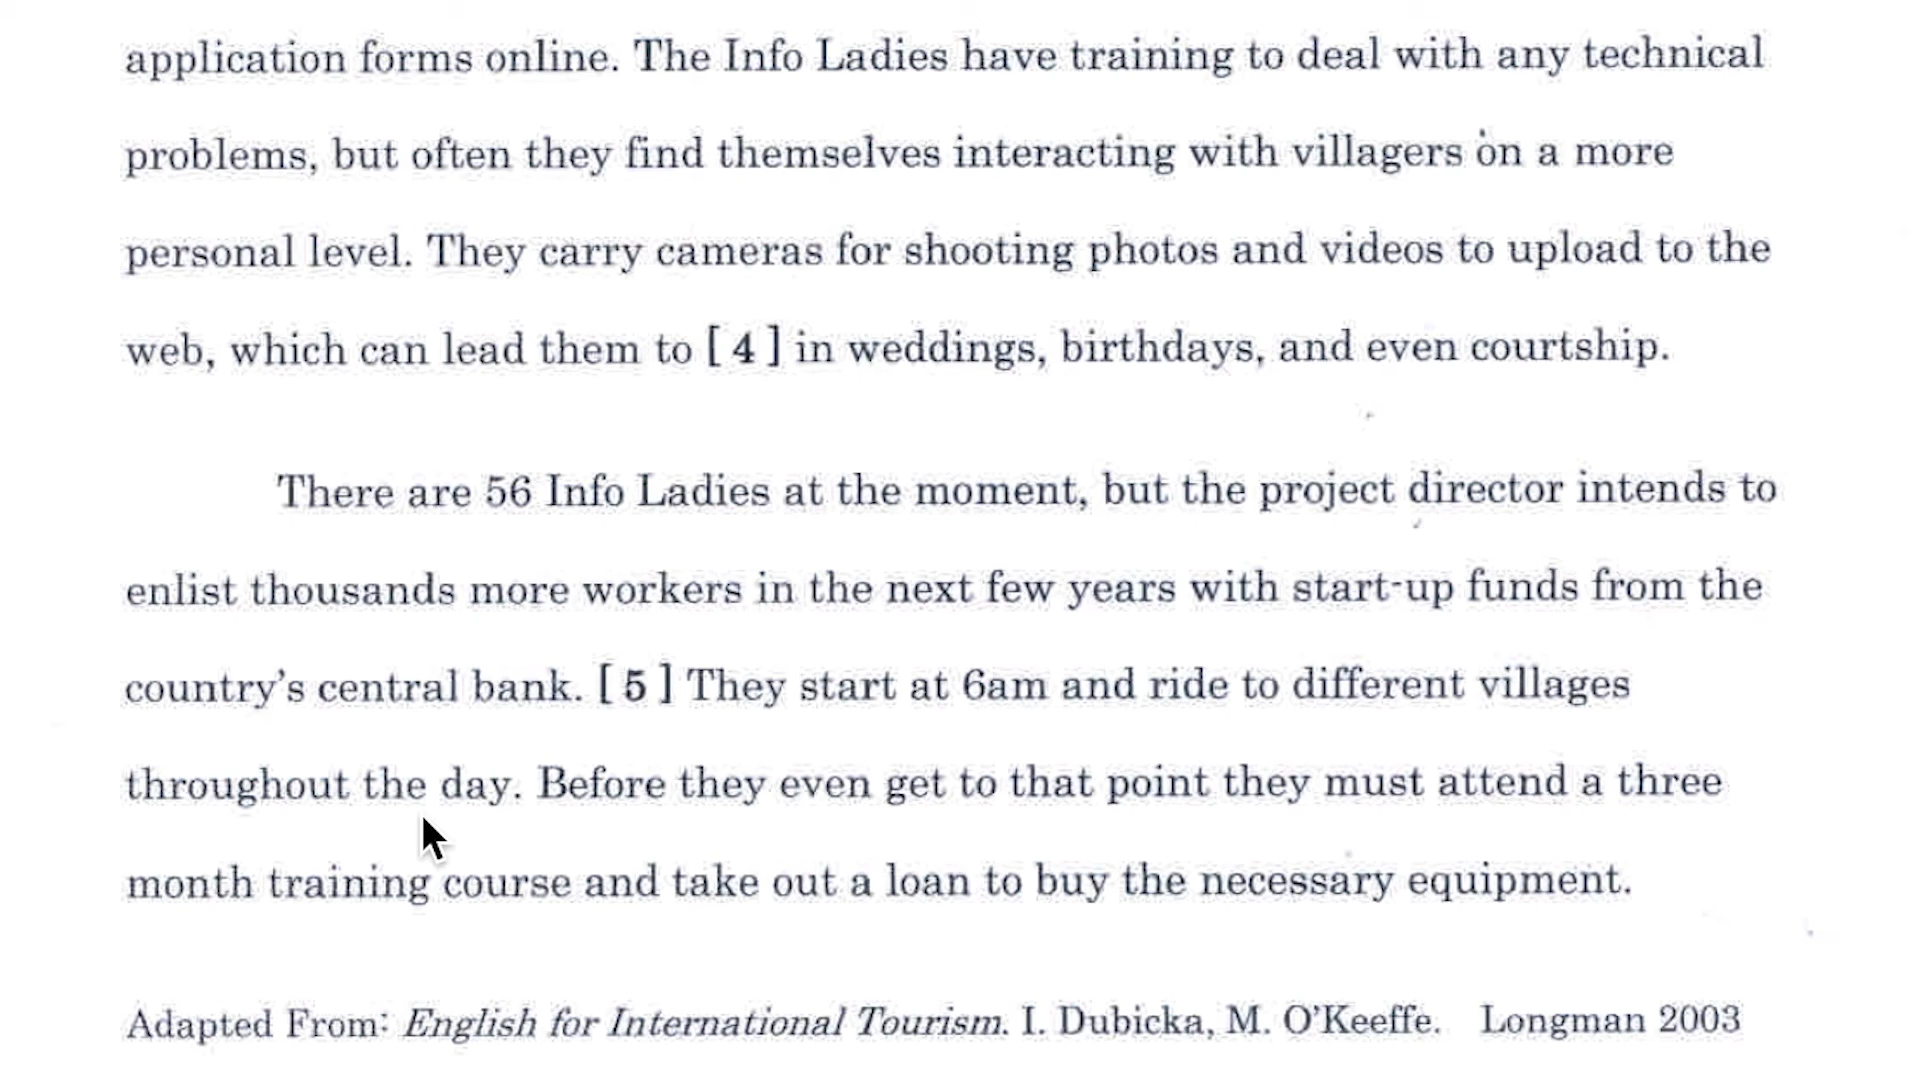 application forms online. The Info Ladies have training to deal with any technical
problems, but often they find themselves interacting with villagers on a more
personal level. They carry cameras for shooting photos and videos to upload to the
web, which can lead them to [ 4 ] in weddings, birthdays, and even courtship.
There are 56 Info Ladies at the moment, but the project director intends to
enlist thousands more workers in the next few years with start-up funds from the
country's central bank. [ 5 ] They start at 6am and ride to different villages
throughout the day. Before they even get to that point they must attend a three
month training course and take out a loan to buy the necessary equipment.
Adapted From: English for International Tourism. I. Dubicka, M. O'Keeffe. Longman 2003